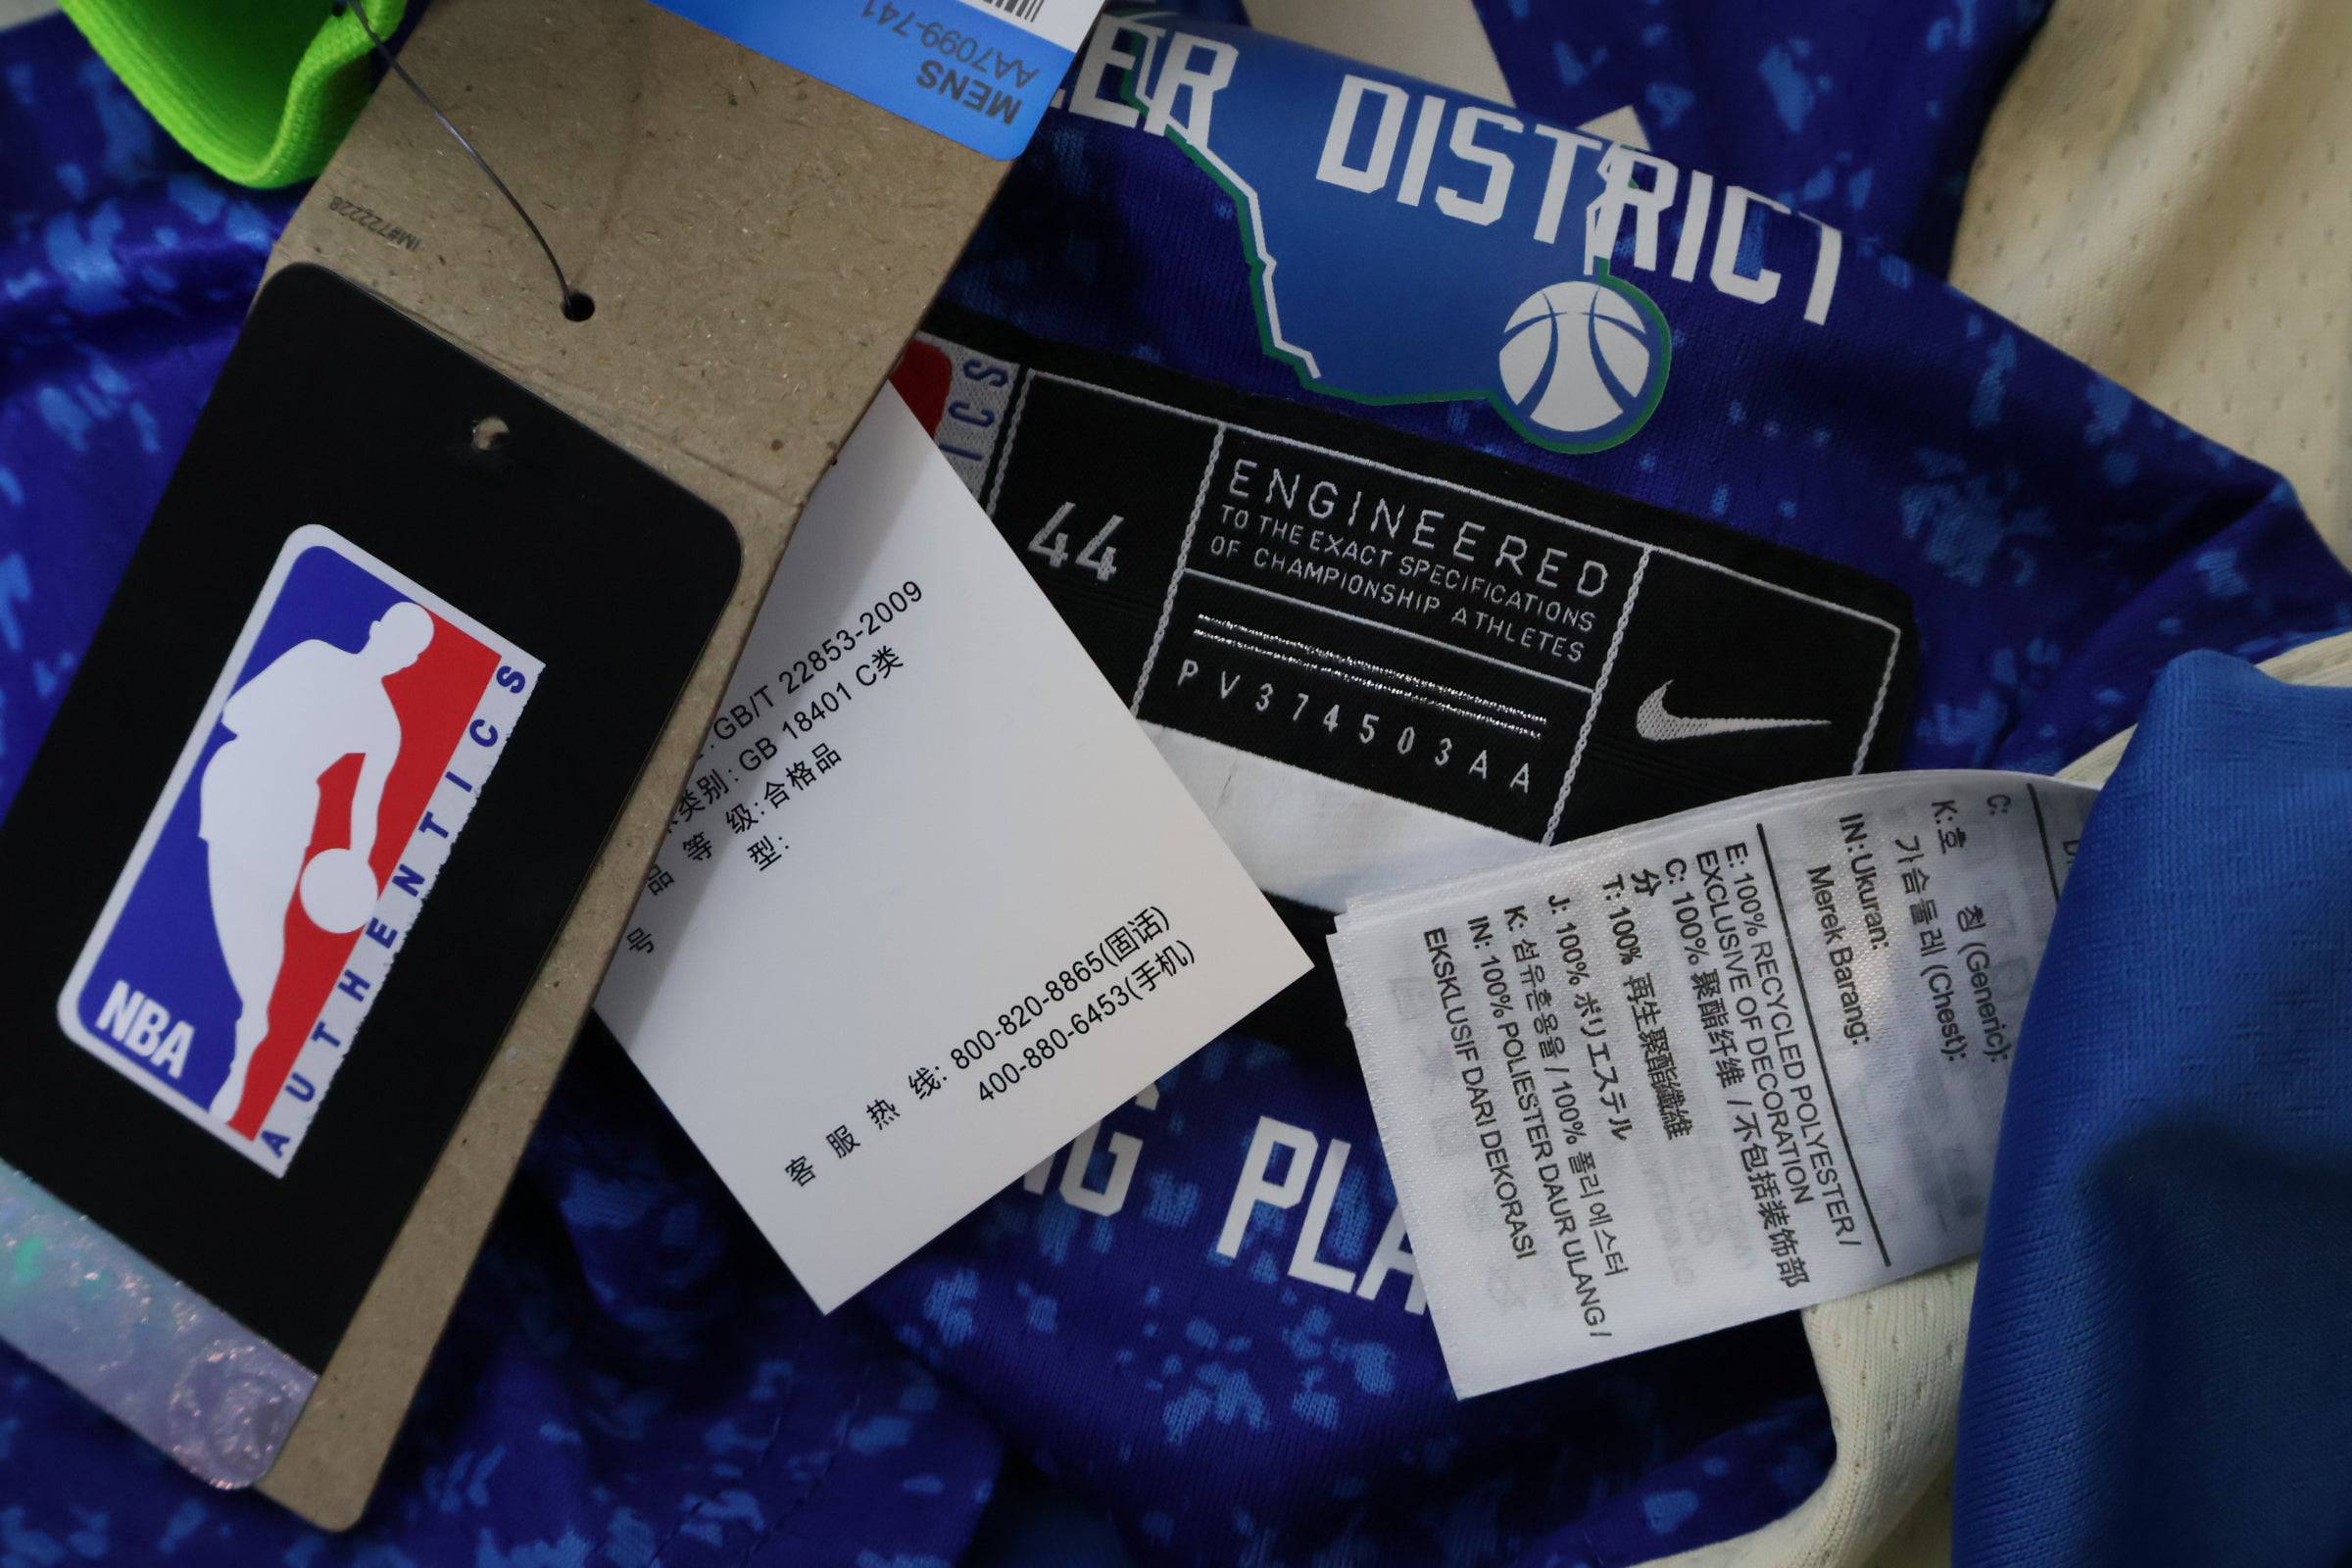 MENS
AA7099-741
IM#722228
DISTRICT
ICS
44
ENGINEERED
TO THE EXACT SPECIFICATIONS
OF CHAMPIONSHIP ATHLETES
PV374503AA
NBA
AUTHENTICS
GB/T 22853-2009
类别: GB 18401 C类
品 等 级: 合格品
号 型:
客 服 热 线: 800-820-8865(固话)
400-880-6453(手机)
PLA
C:
K: 호 칭 (Generic):
가슴둘레 (Chest):
IN: Ukuran:
Merek Barang:
E: 100% RECYCLED POLYESTER /
EXCLUSIVE OF DECORATION
C: 100% 聚酯纤维 / 不包括装饰部
分
T: 100% 再生聚酯纖維
J: 100% ポリエステル
K: 섬유혼용율 / 100% 폴리에스터
IN: 100% POLIESTER DAUR ULANG /
EKSKLUSIF DARI DEKORASI